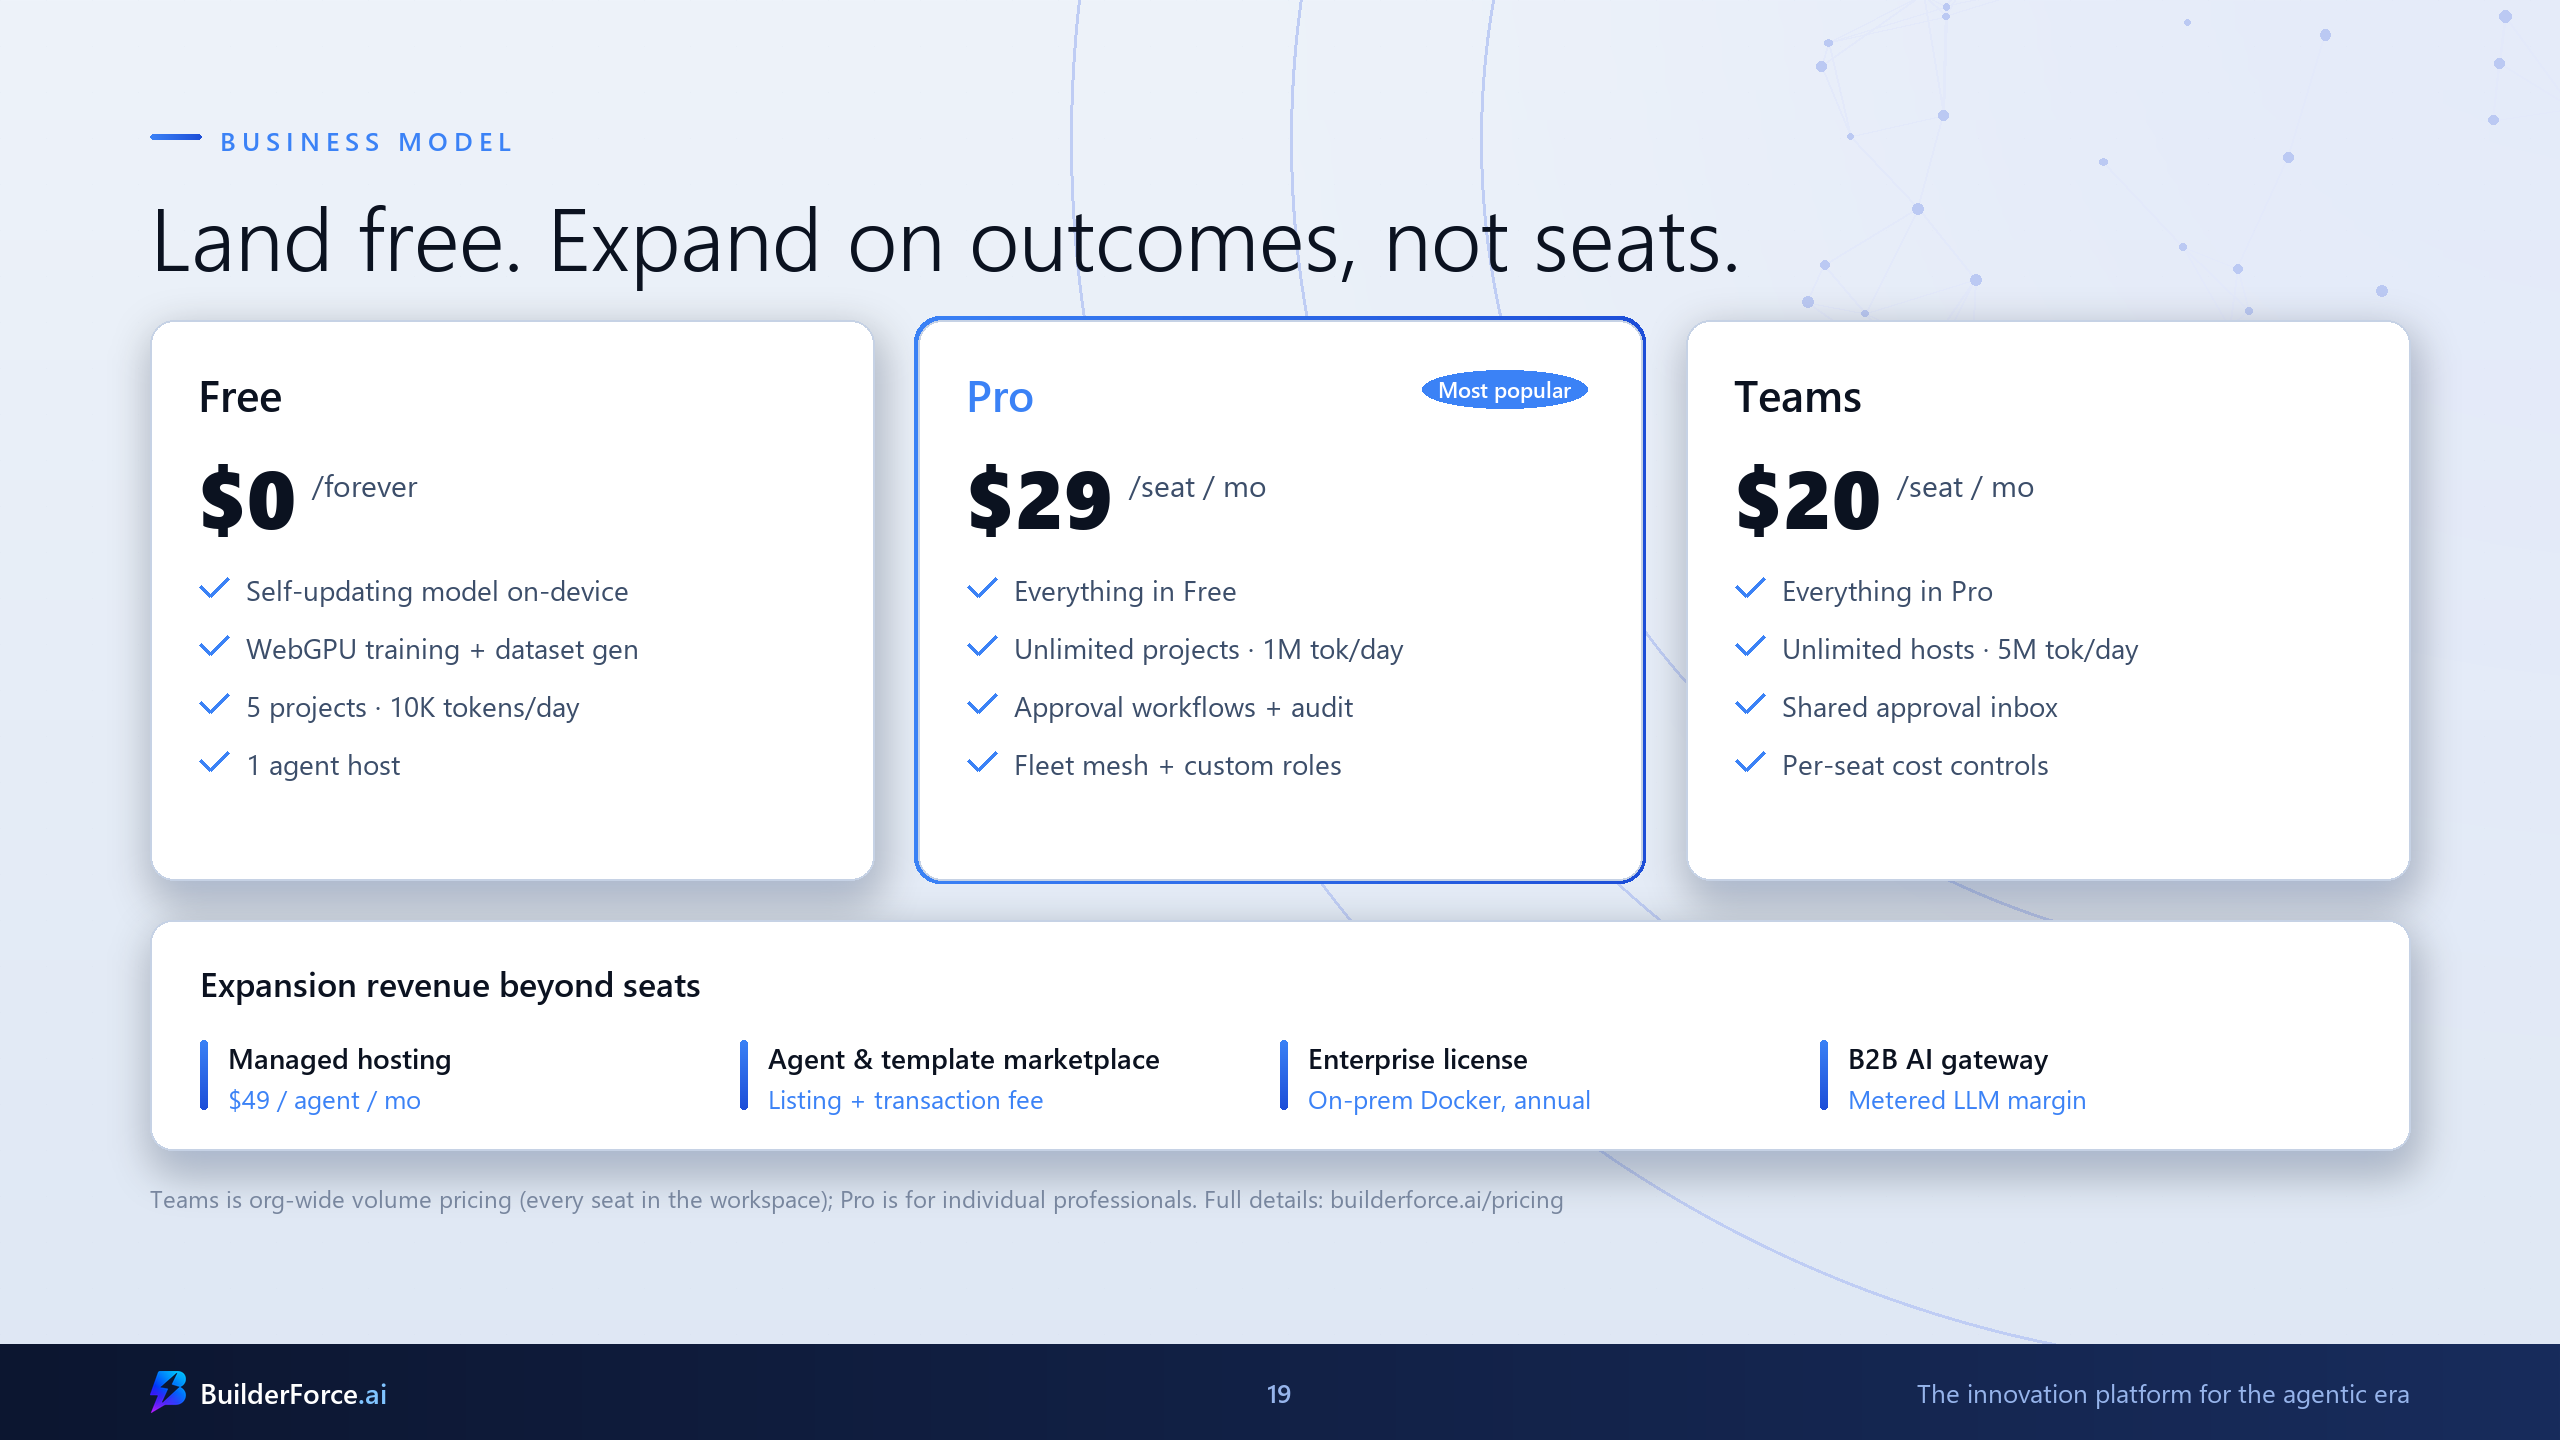 BUSINESS MODEL
Land free. Expand on outcomes, not seats.
Free
$0 /forever
Self-updating model on-device
WebGPU training + dataset gen
5 projects · 10K tokens/day
1 agent host
Pro
Most popular
$29 /seat / mo
Everything in Free
Unlimited projects · 1M tok/day
Approval workflows + audit
Fleet mesh + custom roles
Teams
$20 /seat / mo
Everything in Pro
Unlimited hosts · 5M tok/day
Shared approval inbox
Per-seat cost controls
Expansion revenue beyond seats
Managed hosting
$49 / agent / mo
Agent & template marketplace
Listing + transaction fee
Enterprise license
On-prem Docker, annual
B2B AI gateway
Metered LLM margin
Teams is org-wide volume pricing (every seat in the workspace); Pro is for individual professionals. Full details: builderforce.ai/pricing
BuilderForce.ai
19
The innovation platform for the agentic era